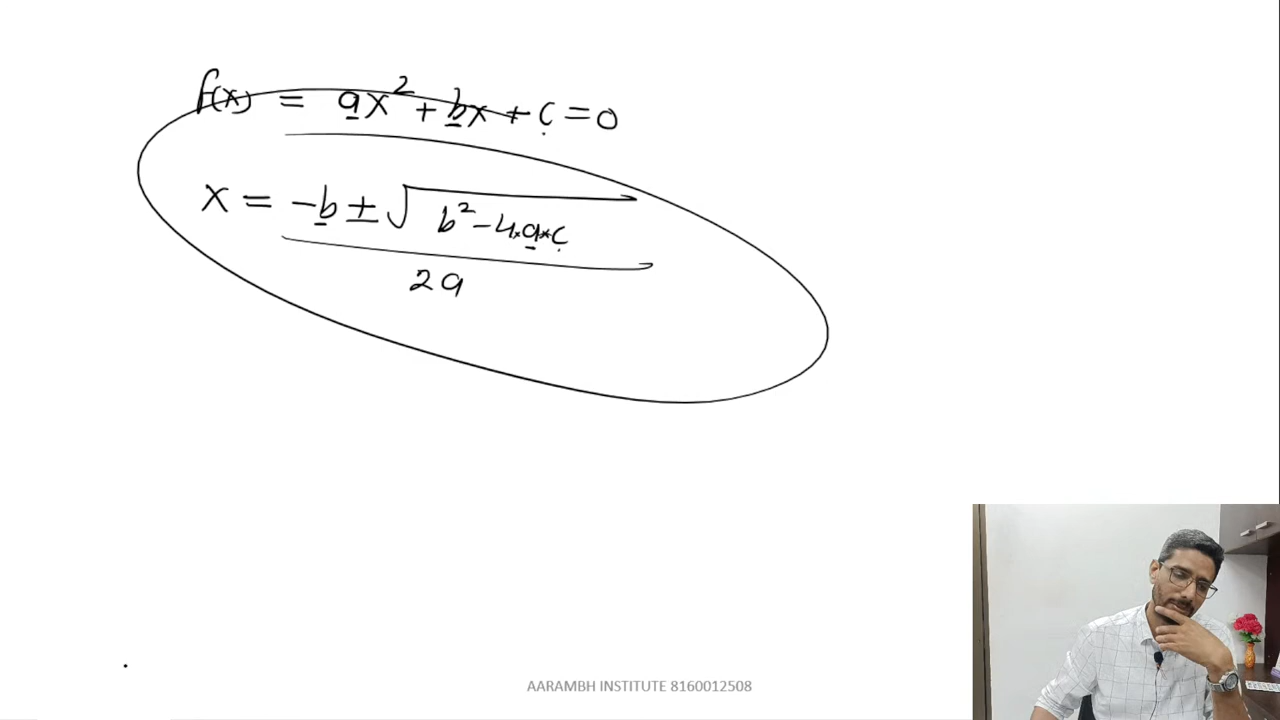 f(x) = ax² + bx + c = 0
x = -b ± √ b² - 4×a×c
2a
AARAMBH INSTITUTE 8160012508